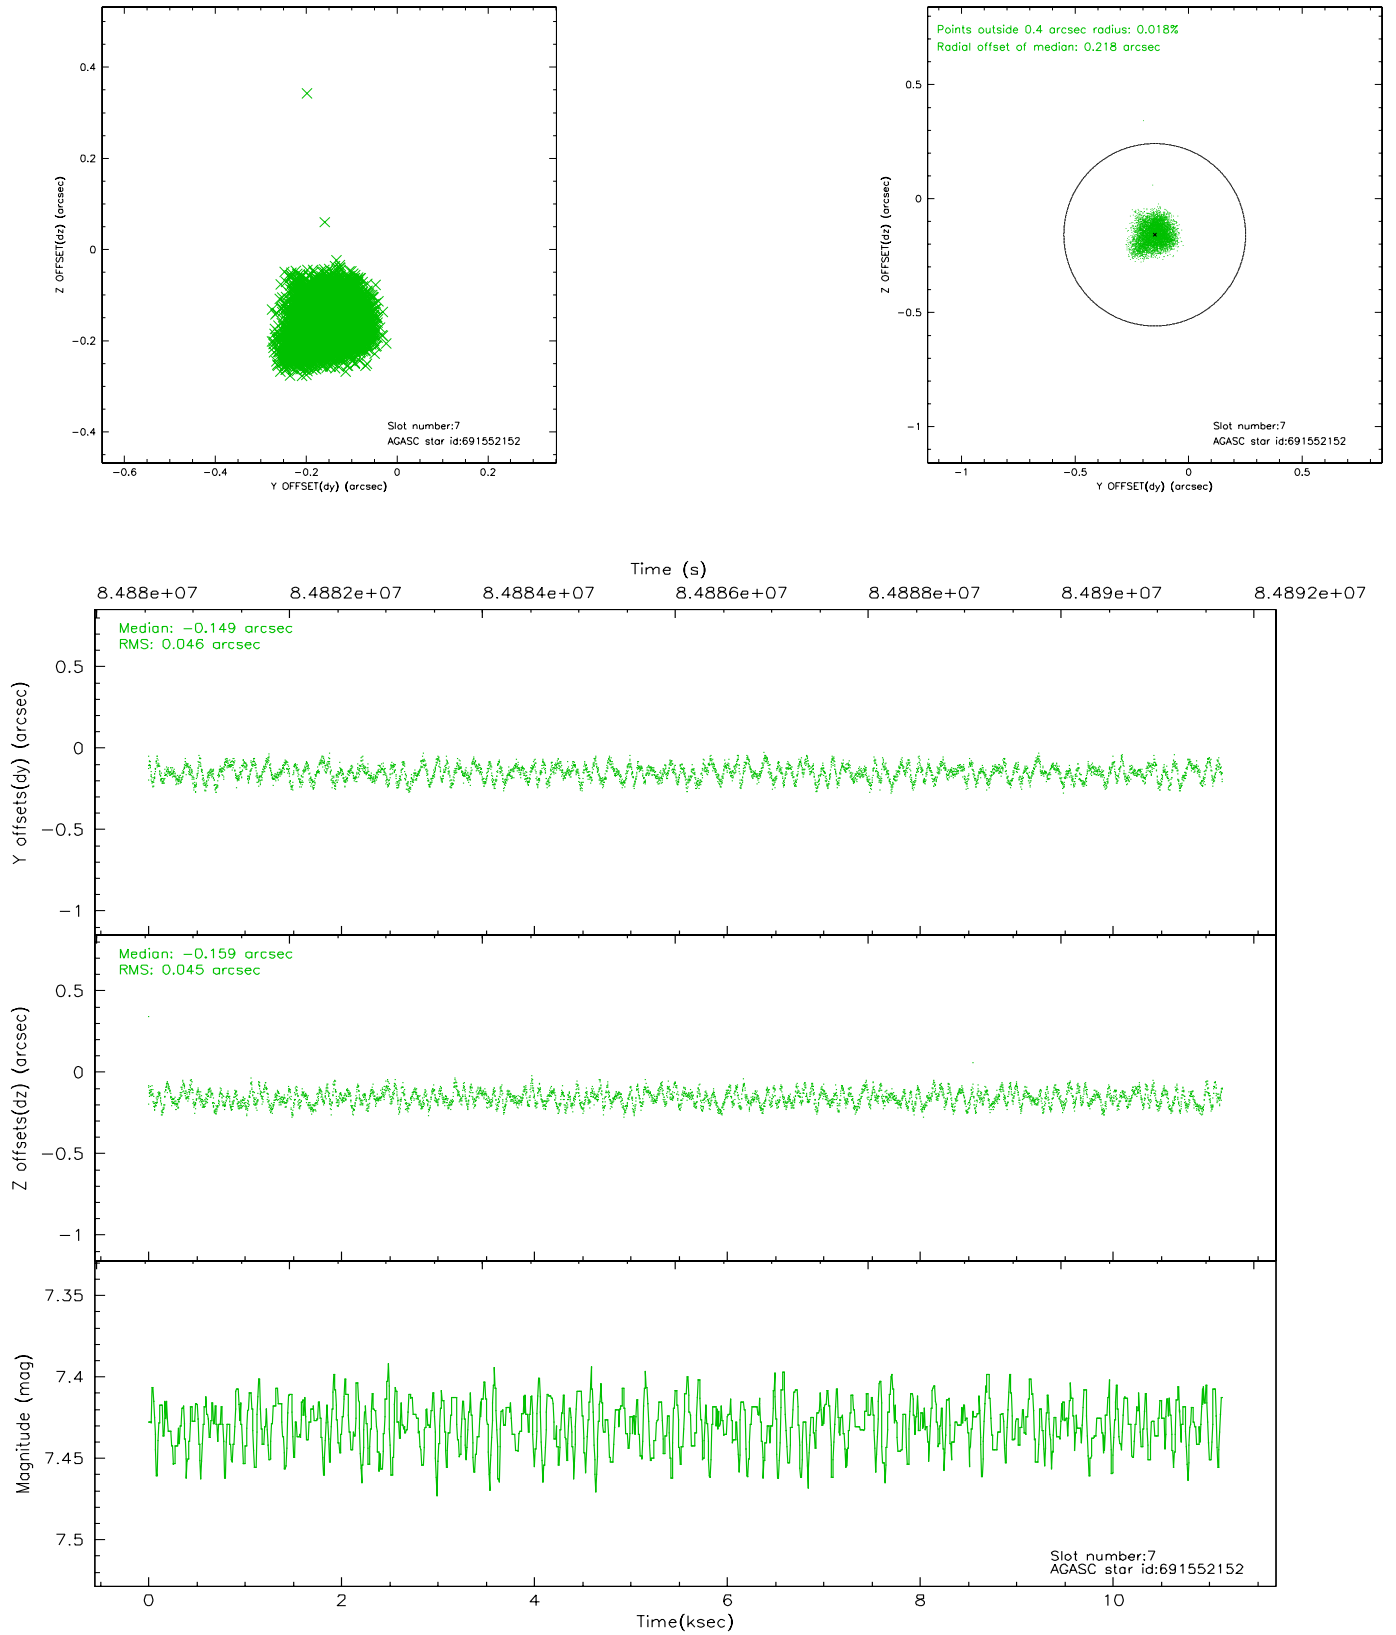 0.4
0.2
0
−0.2
−0.4
Z OFFSET(dz) (arcsec)
Slot number:7
AGASC star id:691552152
−0.6
−0.4
−0.2
0
0.2
Y OFFSET(dy) (arcsec)
Points outside 0.4 arcsec radius: 0.018%
Radial offset of median: 0.218 arcsec
0.5
0
−0.5
−1
Z OFFSET(dz) (arcsec)
Slot number:7
AGASC star id:691552152
−1
−0.5
0
0.5
Y OFFSET(dy) (arcsec)
Time (s)
8.488e+07
8.4882e+07
8.4884e+07
8.4886e+07
8.4888e+07
8.489e+07
8.4892e+07
Median: −0.149 arcsec
RMS: 0.046 arcsec
0.5
0
−0.5
−1
Y offsets(dy) (arcsec)
Median: −0.159 arcsec
RMS: 0.045 arcsec
0.5
0
−0.5
−1
Z offsets(dz) (arcsec)
7.35
7.4
7.45
7.5
Magnitude (mag)
Slot number:7
AGASC star id:691552152
0
2
4
6
8
10
Time(ksec)